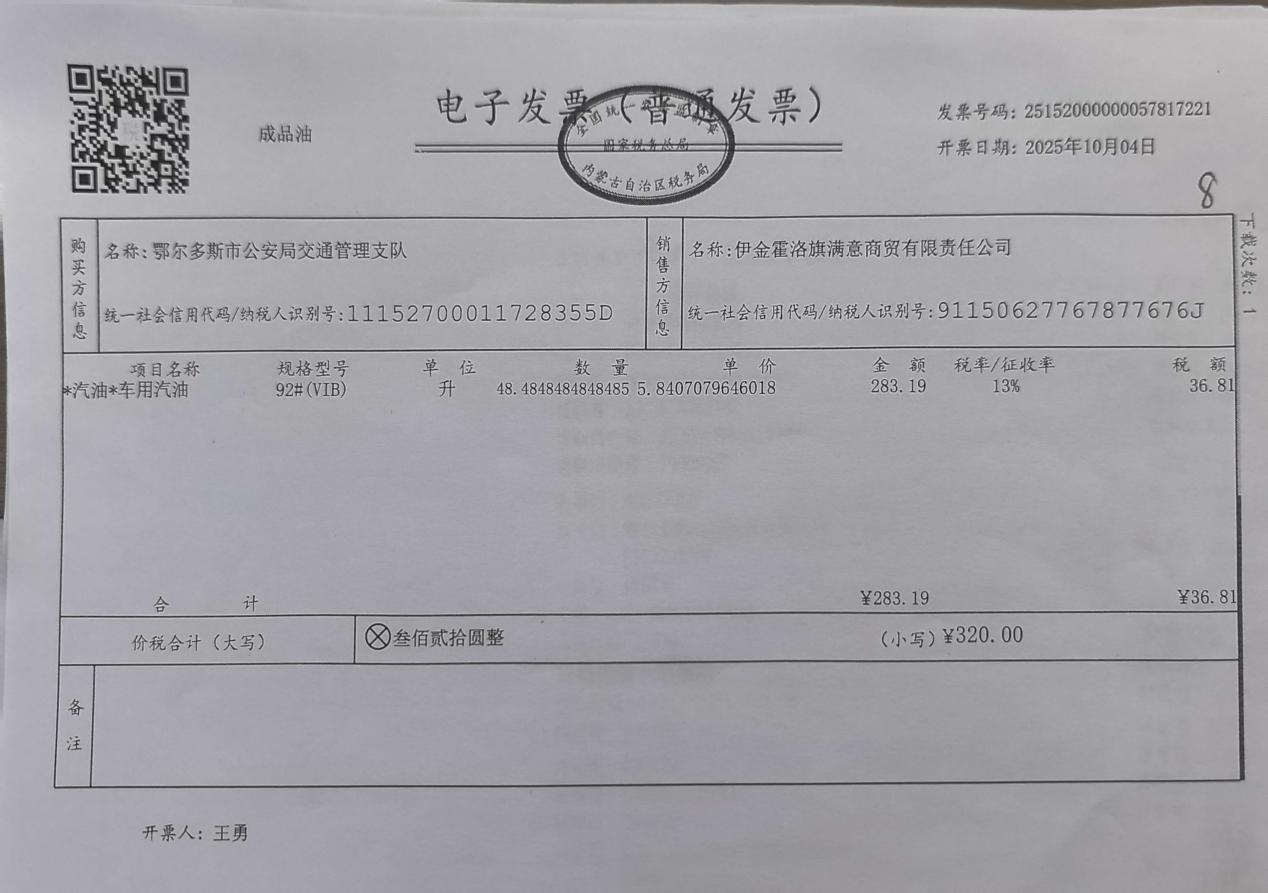 电子发票（普通发票）
成品油
全国统一发票监制章
国家税务总局
内蒙古自治区税务局
发票号码：25152000000057817221
开票日期：2025年10月04日
8
下载次数：1
购买方信息
名称：鄂尔多斯市公安局交通管理支队
统一社会信用代码/纳税人识别号：11152700011728355D
销售方信息
名称：伊金霍洛旗满意商贸有限责任公司
统一社会信用代码/纳税人识别号：91150627767877676J
项目名称 规格型号 单位 数量 单价 金额 税率/征收率 税额
*汽油*车用汽油 92#(VIB) 升 48.4848484848485 5.8407079646018 283.19 13% 36.81
合计 ¥283.19 ¥36.81
价税合计（大写） ⊗叁佰贰拾圆整 （小写）¥320.00
备注
开票人：王勇